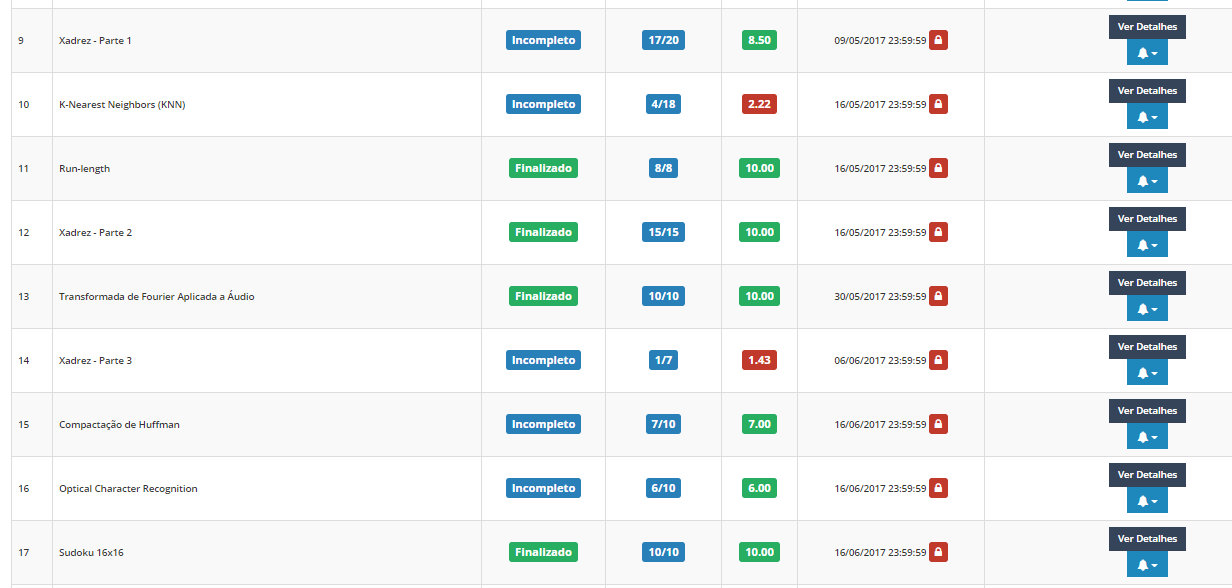 Ver Detalhes
9 Xadrez - Parte 1 Incompleto 17/20 8.50 09/05/2017 23:59:59
Ver Detalhes
10 K-Nearest Neighbors (KNN) Incompleto 4/18 2.22 16/05/2017 23:59:59
Ver Detalhes
11 Run-length Finalizado 8/8 10.00 16/05/2017 23:59:59
Ver Detalhes
12 Xadrez - Parte 2 Finalizado 15/15 10.00 16/05/2017 23:59:59
Ver Detalhes
13 Transformada de Fourier Aplicada a Áudio Finalizado 10/10 10.00 30/05/2017 23:59:59
Ver Detalhes
14 Xadrez - Parte 3 Incompleto 1/7 1.43 06/06/2017 23:59:59
Ver Detalhes
15 Compactação de Huffman Incompleto 7/10 7.00 16/06/2017 23:59:59
Ver Detalhes
16 Optical Character Recognition Incompleto 6/10 6.00 16/06/2017 23:59:59
Ver Detalhes
17 Sudoku 16x16 Finalizado 10/10 10.00 16/06/2017 23:59:59